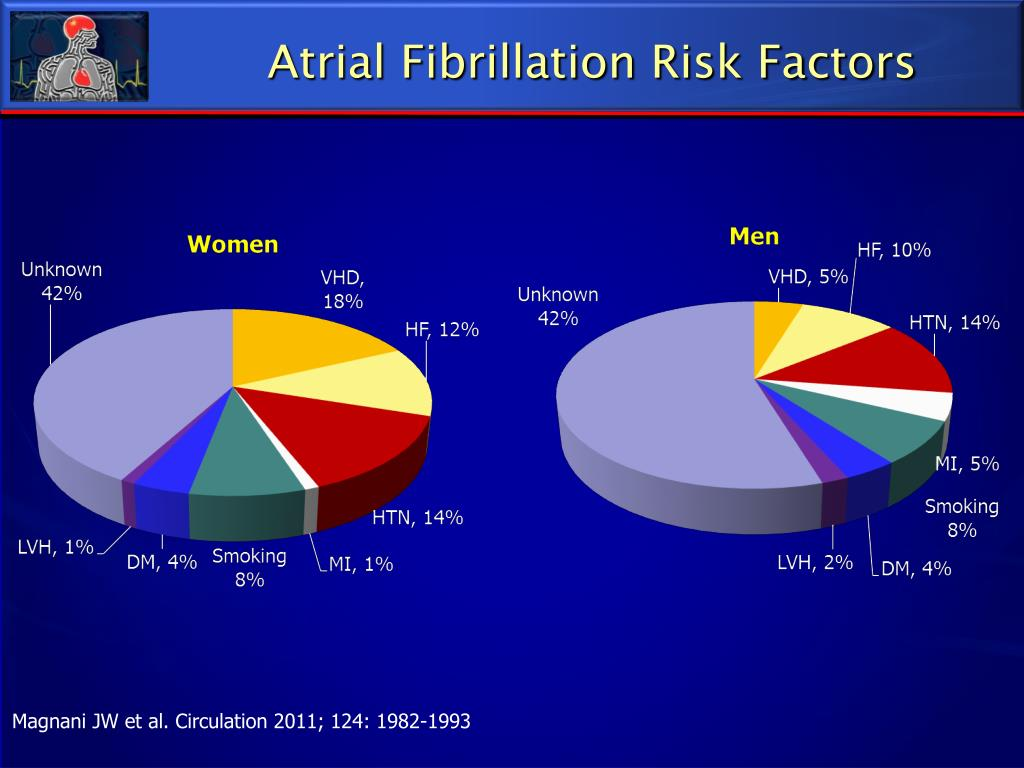 Atrial Fibrillation Risk Factors
Women
Unknown
42%
VHD,
18%
HF, 12%
HTN, 14%
MI, 1%
Smoking
8%
DM, 4%
LVH, 1%
Men
Unknown
42%
VHD, 5%
HF, 10%
HTN, 14%
MI, 5%
Smoking
8%
DM, 4%
LVH, 2%
Magnani JW et al. Circulation 2011; 124: 1982-1993